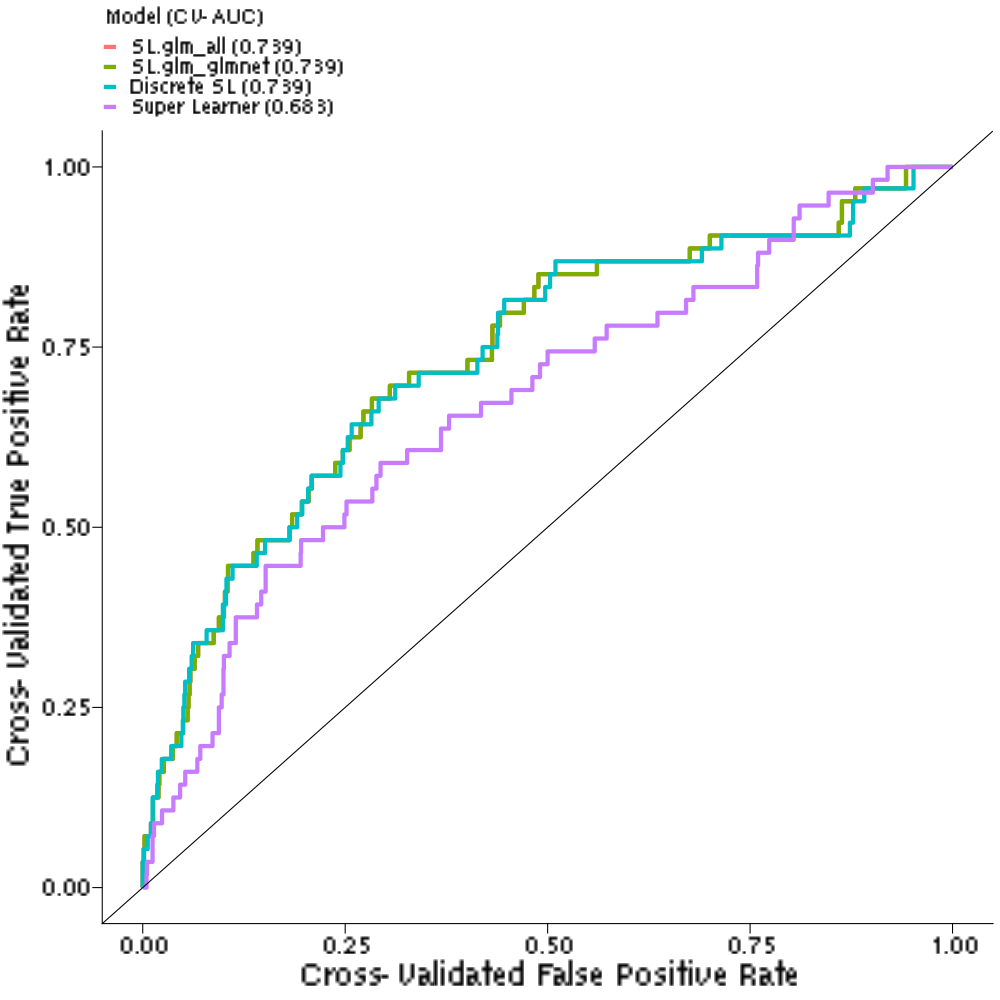 Model (CV-AUC)
SL.glm_all (0.739)
SL.glm_glmnet (0.739)
Discrete SL (0.739)
Super Learner (0.683)
1.00
0.75
0.50
0.25
0.00
Cross-Validated True Positive Rate
0.00 0.25 0.50 0.75 1.00
Cross-Validated False Positive Rate